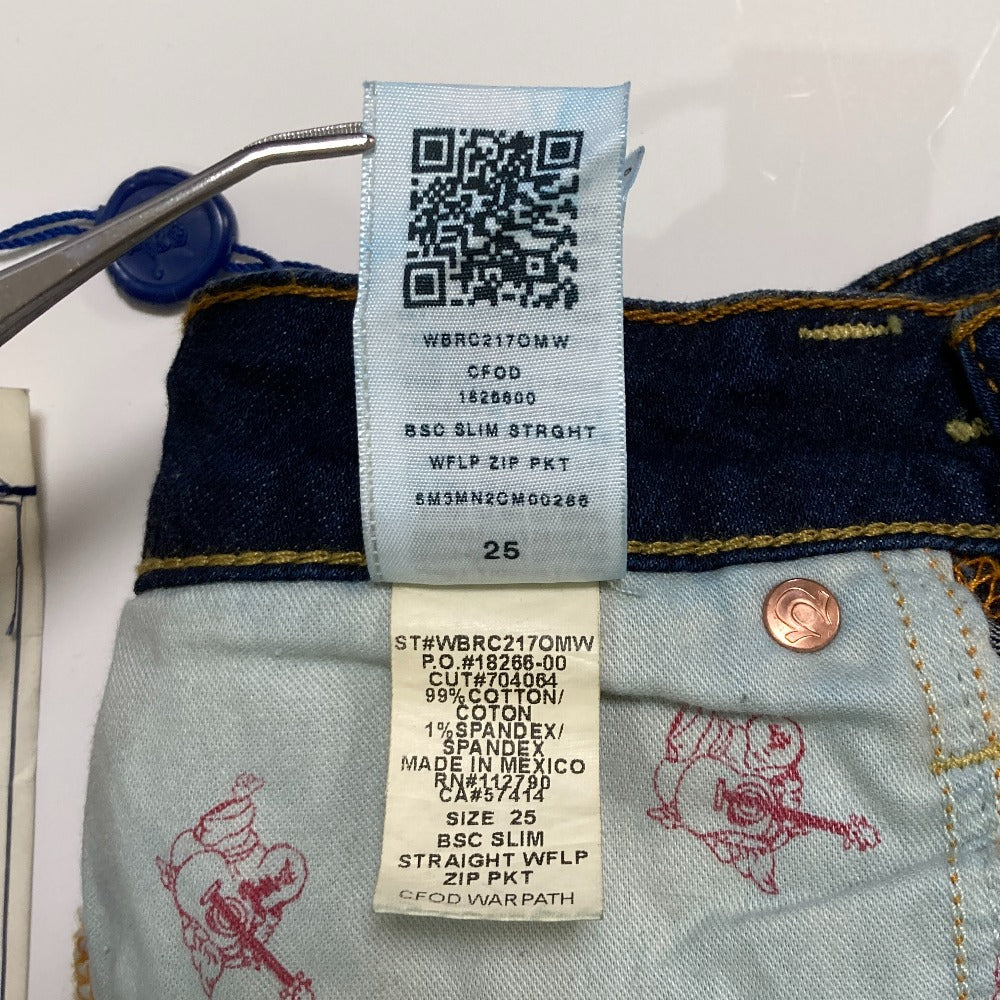 WBRC217OMW
CFOD
1826600
BSC SLIM STRGHT
WFLP ZIP PKT
SM3MN2CM00266
25
ST#WBRC217OMW
P.O.#18266-00
CUT#704064
99%COTTON/
COTON
1%SPANDEX/
SPANDEX
MADE IN MEXICO
RN#112790
CA#57414
SIZE 25
BSC SLIM
STRAIGHT WFLP
ZIP PKT
CFOD WARPATH